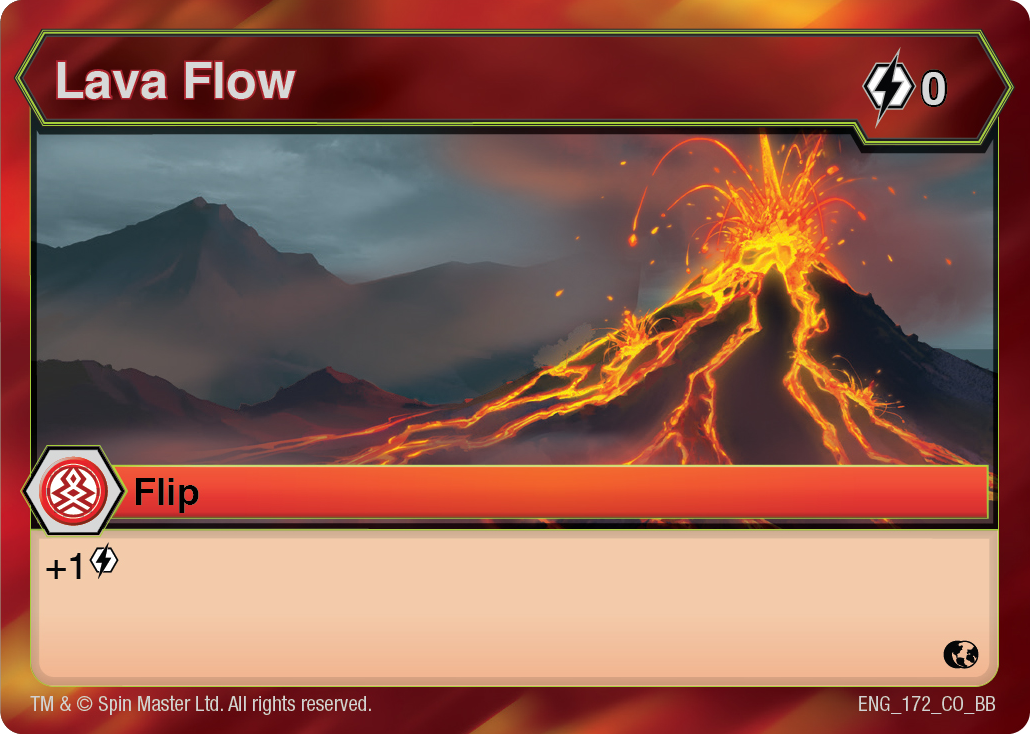 Lava Flow
0
Flip
+1
TM & © Spin Master Ltd. All rights reserved.
ENG_172_CO_BB